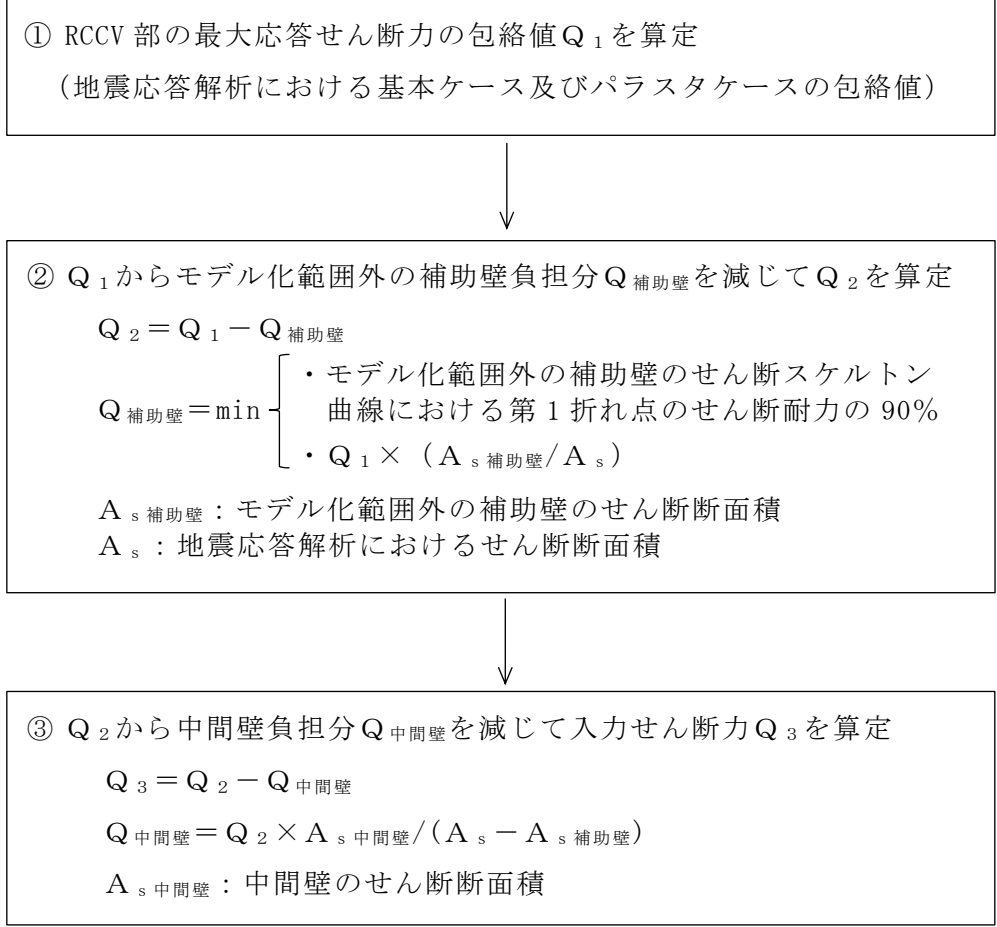 ① RCCV 部の最大応答せん断力の包絡値Q₁を算定
(地震応答解析における基本ケース及びパラスタケースの包絡値)
② Q₁からモデル化範囲外の補助壁負担分Q補助壁を減じてQ₂を算定
Q₂=Q₁-Q補助壁
Q補助壁=min
・モデル化範囲外の補助壁のせん断スケルトン
曲線における第1折れ点のせん断耐力の 90%
・Q₁×(Aₛ補助壁/Aₛ)
Aₛ補助壁:モデル化範囲外の補助壁のせん断断面積
Aₛ:地震応答解析におけるせん断断面積
③ Q₂から中間壁負担分Q中間壁を減じて入力せん断力Q₃を算定
Q₃=Q₂-Q中間壁
Q中間壁=Q₂×Aₛ中間壁/(Aₛ-Aₛ補助壁)
Aₛ中間壁:中間壁のせん断断面積